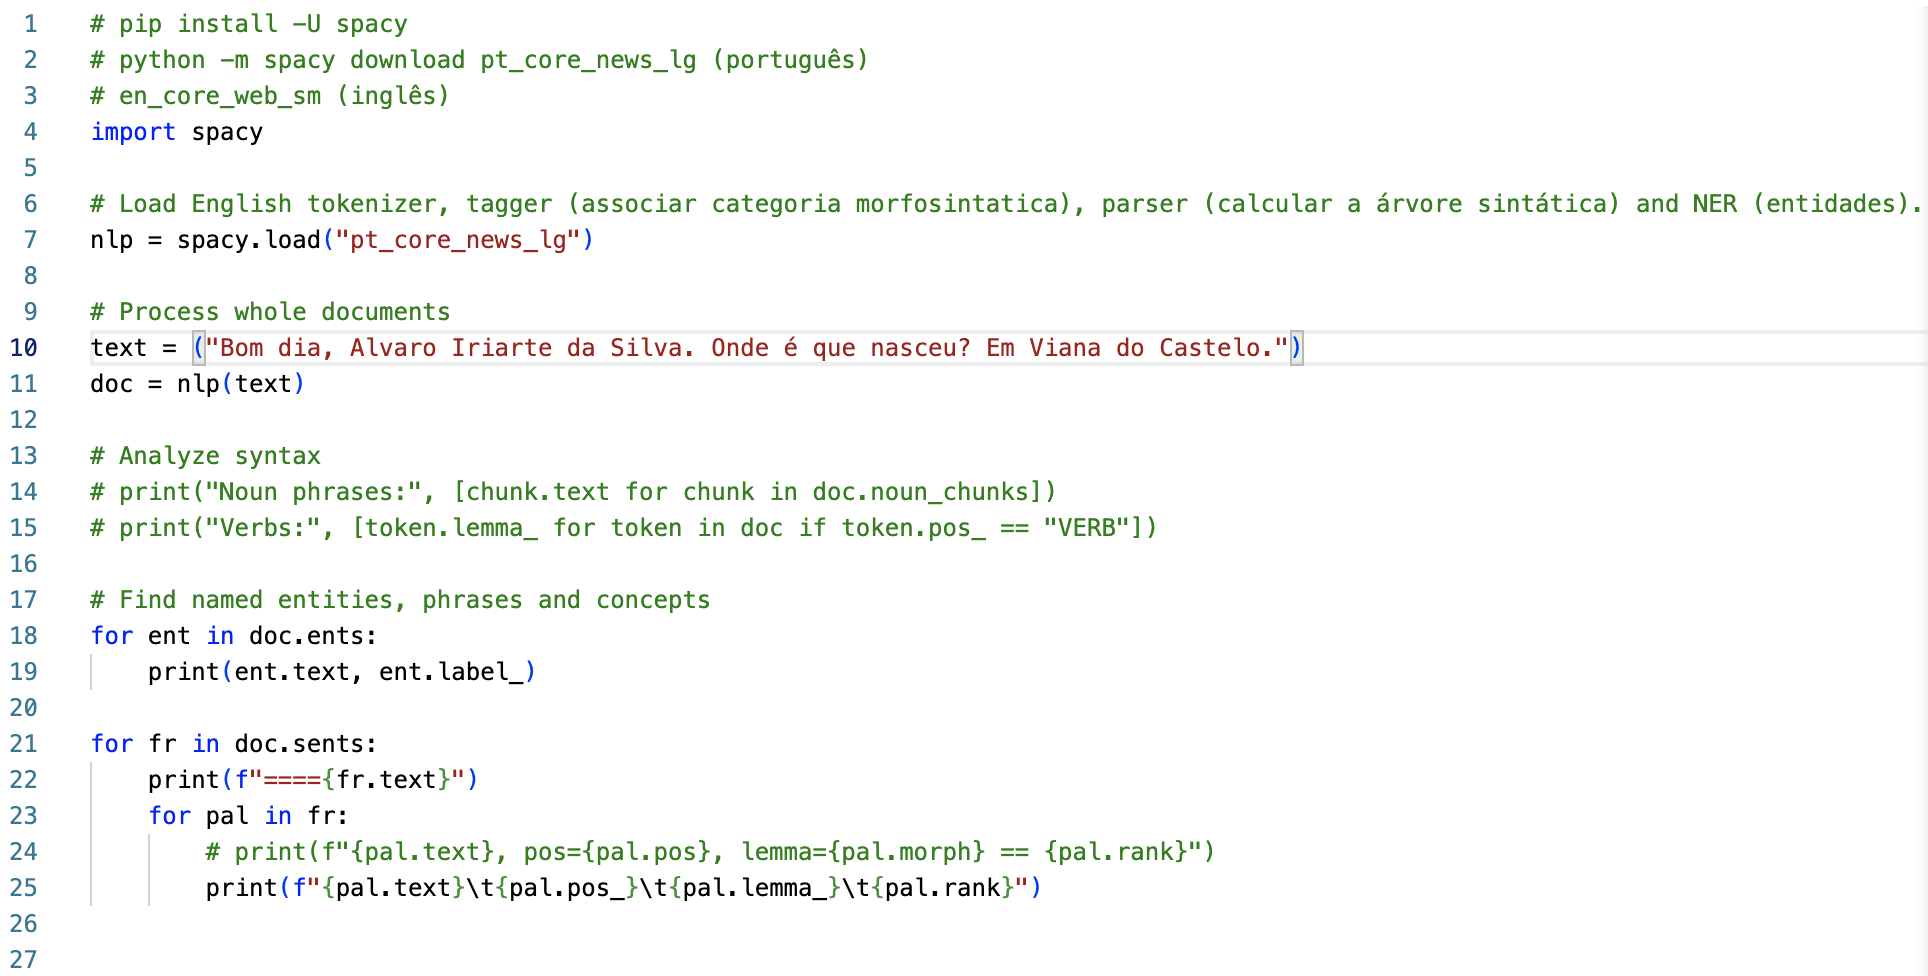 1 # pip install -U spacy
2 # python -m spacy download pt_core_news_lg (português)
3 # en_core_web_sm (inglês)
4 import spacy
5
6 # Load English tokenizer, tagger (associar categoria morfosintatica), parser (calcular a árvore sintática) and NER (entidades).
7 nlp = spacy.load("pt_core_news_lg")
8
9 # Process whole documents
10 text = ("Bom dia, Alvaro Iriarte da Silva. Onde é que nasceu? Em Viana do Castelo.")
11 doc = nlp(text)
12
13 # Analyze syntax
14 # print("Noun phrases:", [chunk.text for chunk in doc.noun_chunks])
15 # print("Verbs:", [token.lemma_ for token in doc if token.pos_ == "VERB"])
16
17 # Find named entities, phrases and concepts
18 for ent in doc.ents:
19     print(ent.text, ent.label_)
20
21 for fr in doc.sents:
22     print(f"===={fr.text}")
23     for pal in fr:
24         # print(f"{pal.text}, pos={pal.pos}, lemma={pal.morph} == {pal.rank}")
25         print(f"{pal.text}\t{pal.pos_}\t{pal.lemma_}\t{pal.rank}")
26
27